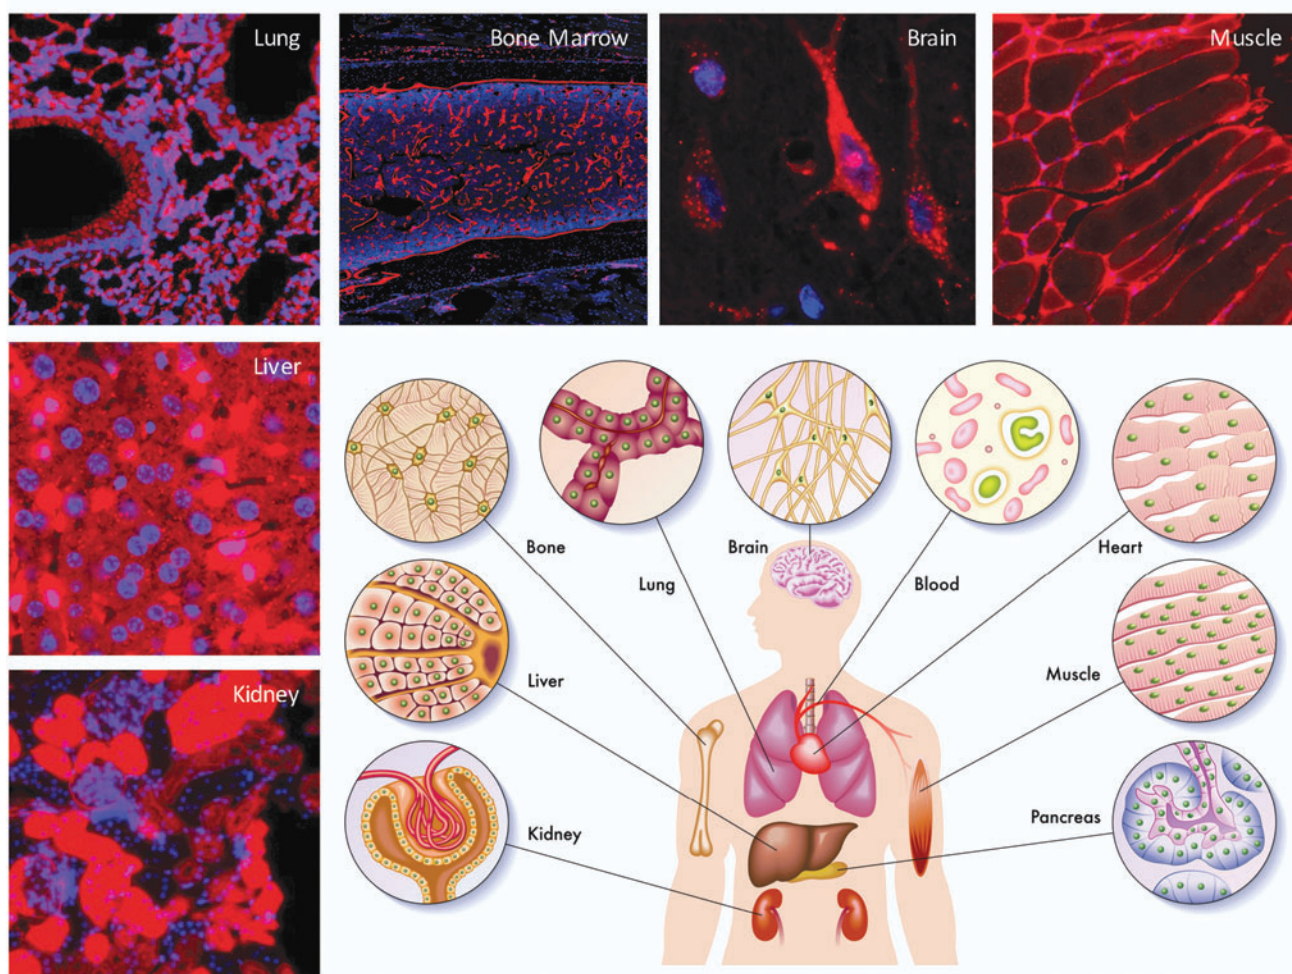 Lung
Bone Marrow
Brain
Muscle
Liver
Kidney
Bone
Lung
Brain
Blood
Heart
Liver
Muscle
Kidney
Pancreas